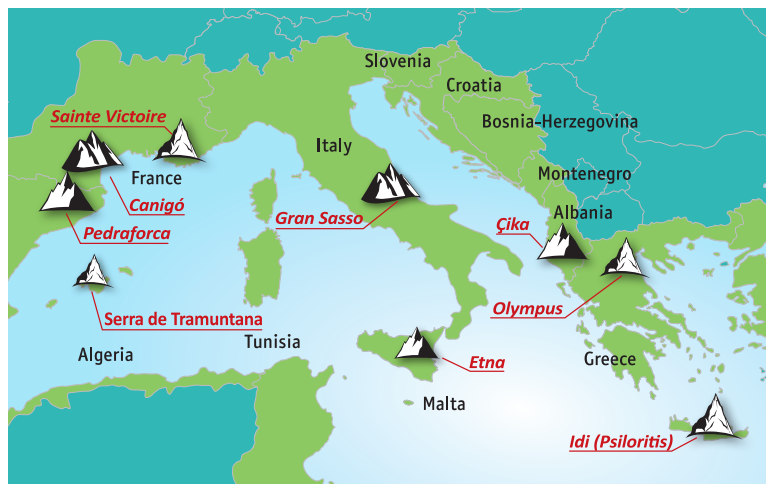 Slovenia
Croatia
Sainte Victoire
Bosnia-Herzegovina
Italy
France
Montenegro
Canigó
Gran Sasso
Albania
Çika
Pedraforca
Olympus
Serra de Tramuntana
Tunisia
Algeria
Etna
Greece
Malta
Idi (Psiloritis)